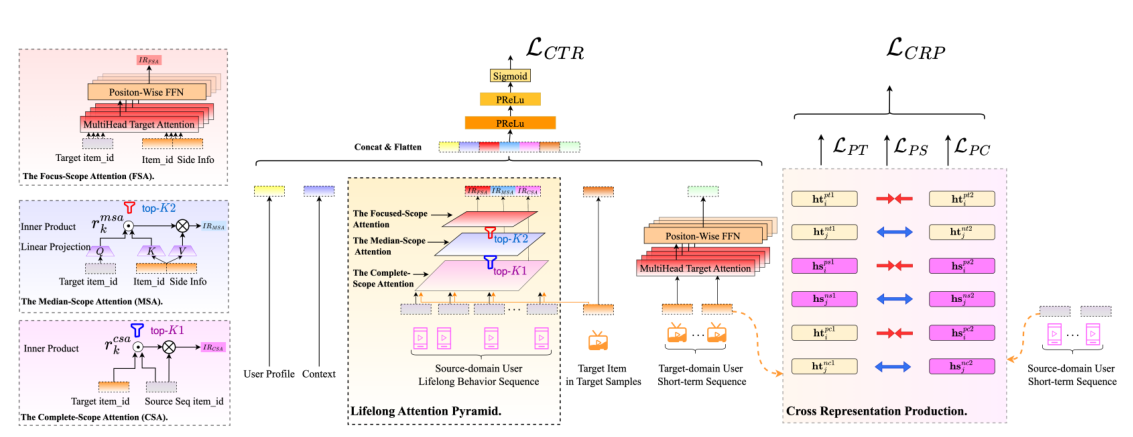 IR_FSA
Positon-Wise FFN
MultiHead Target Attention
Target item_id
Item_id Side Info
The Focus-Scope Attention (FSA).
top-K2
Inner Product
r_k^msa
IR_MSA
Linear Projection
Q
K
V
Target item_id
Item_id
Side Info
The Median-Scope Attention (MSA).
top-K1
Inner Product
r_k^csa
IR_CSA
Target item_id
Source Seq item_id
The Complete-Scope Attention (CSA).
L_CTR
Sigmoid
PReLu
PReLu
Concat & Flatten
User Profile
Context
IR_FSA
IR_MSA
IR_CSA
The Focused-Scope
Attention
top-K2
The Median-Scope
Attention
top-K1
The Complete-
Scope Attention
...
...
Source-domain User
Lifelong Behavior Sequence
Lifelong Attention Pyramid.
Target Item
in Target Samples
Positon-Wise FFN
MultiHead Target Attention
...
...
Target-domain User
Short-term Sequence
L_CRP
L_PT
L_PS
L_PC
ht_i^pt1
ht_i^pt2
ht_j^nt1
ht_j^nt2
hs_i^ps1
hs_i^ps2
hs_j^ns1
hs_j^ns2
ht_i^pc1
hs_i^pc2
ht_j^nc1
hs_j^nc2
Cross Representation Production.
...
...
Source-domain User
Short-term Sequence